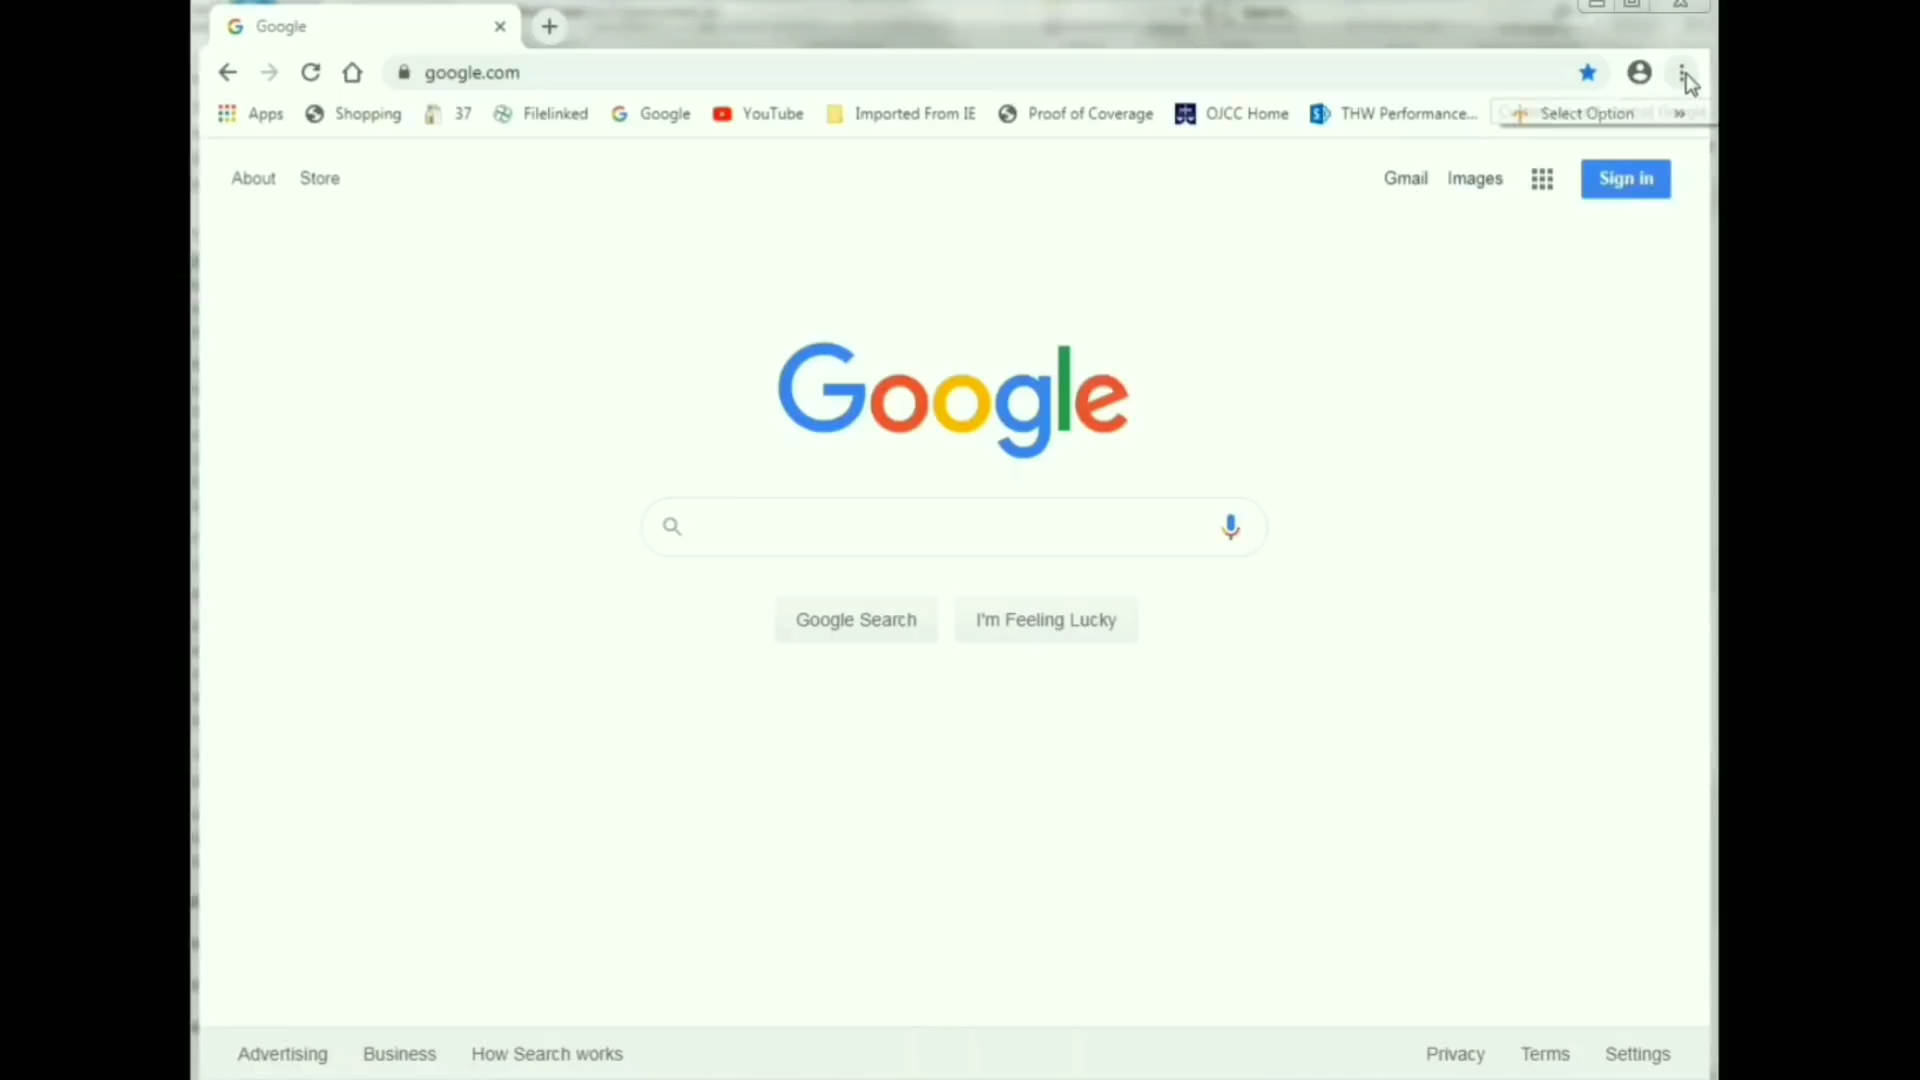 Google
google.com
Apps Shopping 37 Filelinked Google YouTube Imported From IE Proof of Coverage OJCC Home THW Performance... Select Option »
About Store Gmail Images Sign in
Google
Google Search I'm Feeling Lucky
Advertising Business How Search works Privacy Terms Settings